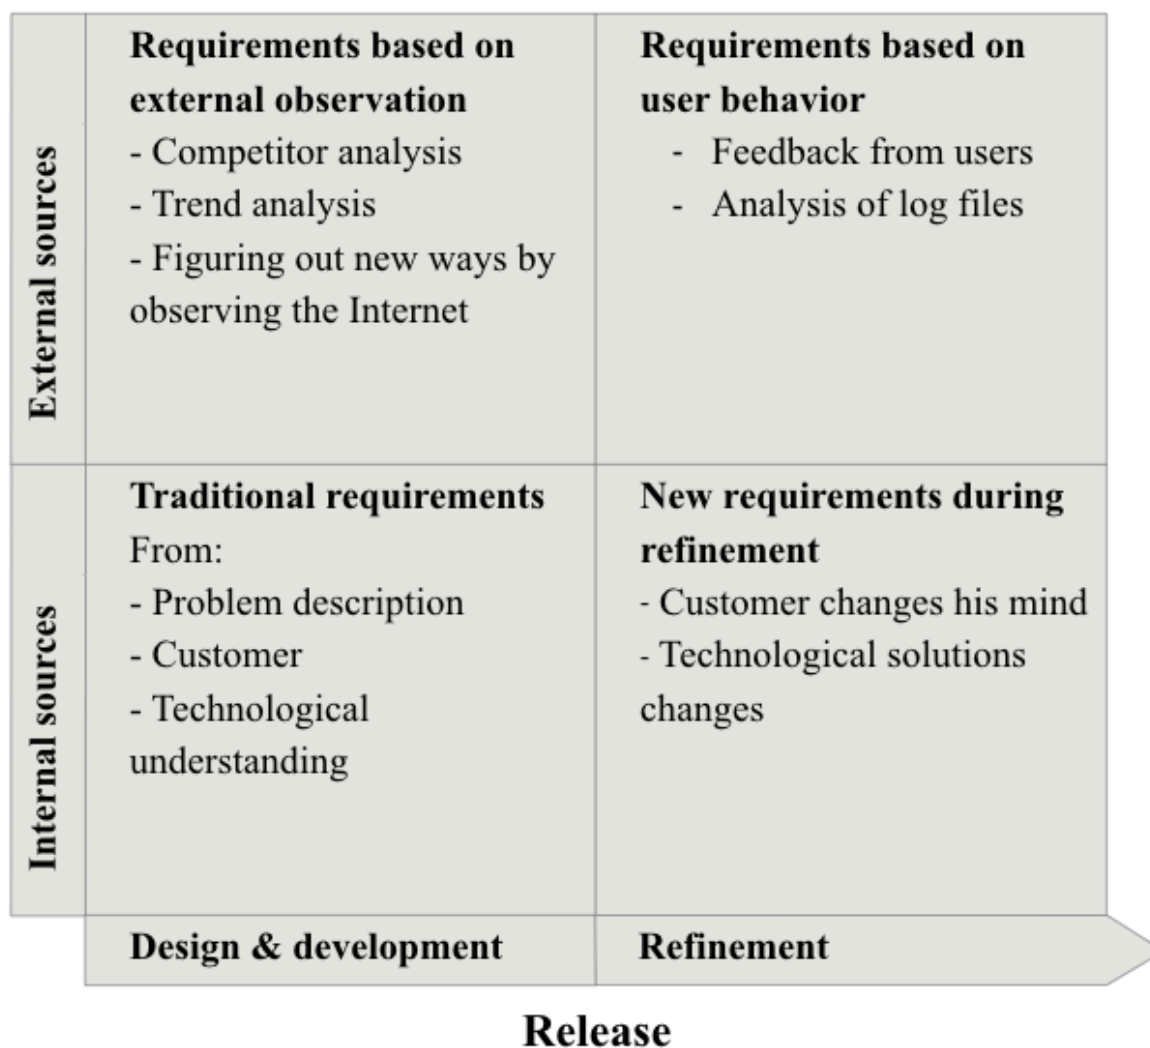 External sources
Requirements based on
external observation
- Competitor analysis
- Trend analysis
- Figuring out new ways by
observing the Internet
Requirements based on
user behavior
- Feedback from users
- Analysis of log files
Internal sources
Traditional requirements
From:
- Problem description
- Customer
- Technological
understanding
New requirements during
refinement
- Customer changes his mind
- Technological solutions
changes
Design & development
Refinement
Release